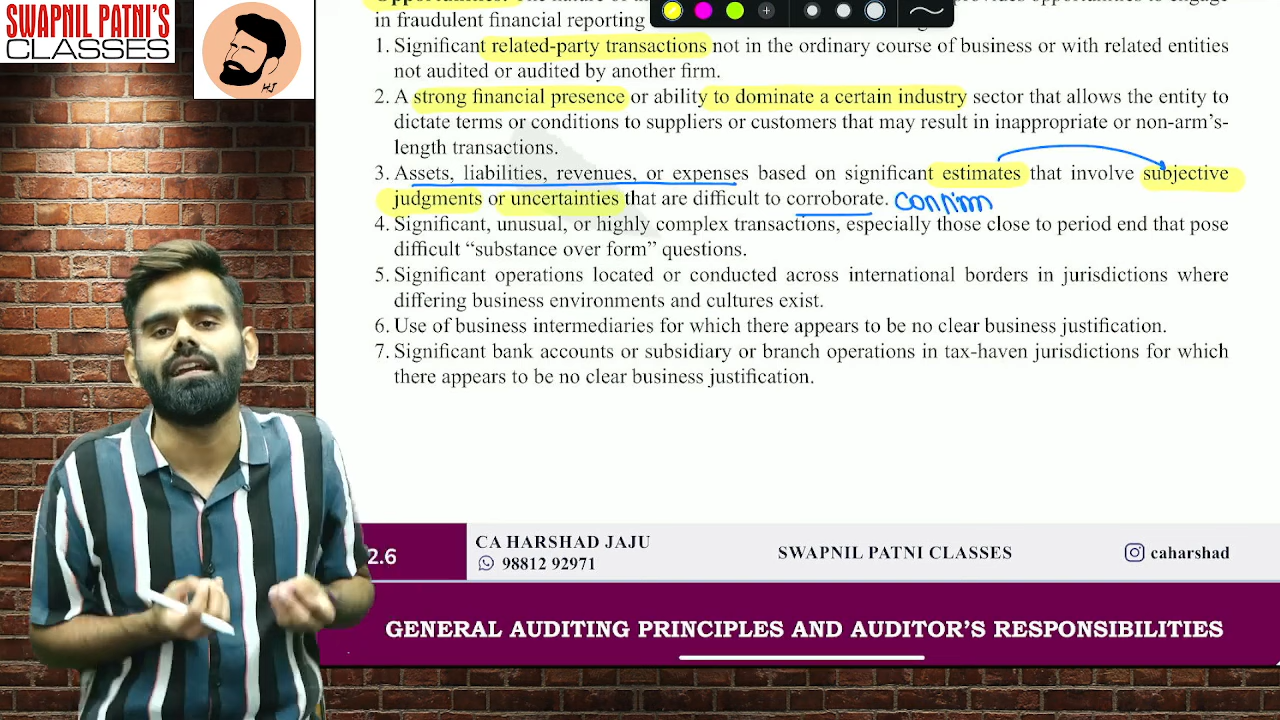 SWAPNIL PATNI'S
CLASSES
HJ
in fraudulent financial reporting
1. Significant related-party transactions not in the ordinary course of business or with related entities
not audited or audited by another firm.
2. A strong financial presence or ability to dominate a certain industry sector that allows the entity to
dictate terms or conditions to suppliers or customers that may result in inappropriate or non-arm's-
length transactions.
3. Assets, liabilities, revenues, or expenses based on significant estimates that involve subjective
judgments or uncertainties that are difficult to corroborate. Confirm
4. Significant, unusual, or highly complex transactions, especially those close to period end that pose
difficult “substance over form” questions.
5. Significant operations located or conducted across international borders in jurisdictions where
differing business environments and cultures exist.
6. Use of business intermediaries for which there appears to be no clear business justification.
7. Significant bank accounts or subsidiary or branch operations in tax-haven jurisdictions for which
there appears to be no clear business justification.
2.6
CA HARSHAD JAJU
98812 92971
SWAPNIL PATNI CLASSES
caharshad
GENERAL AUDITING PRINCIPLES AND AUDITOR'S RESPONSIBILITIES